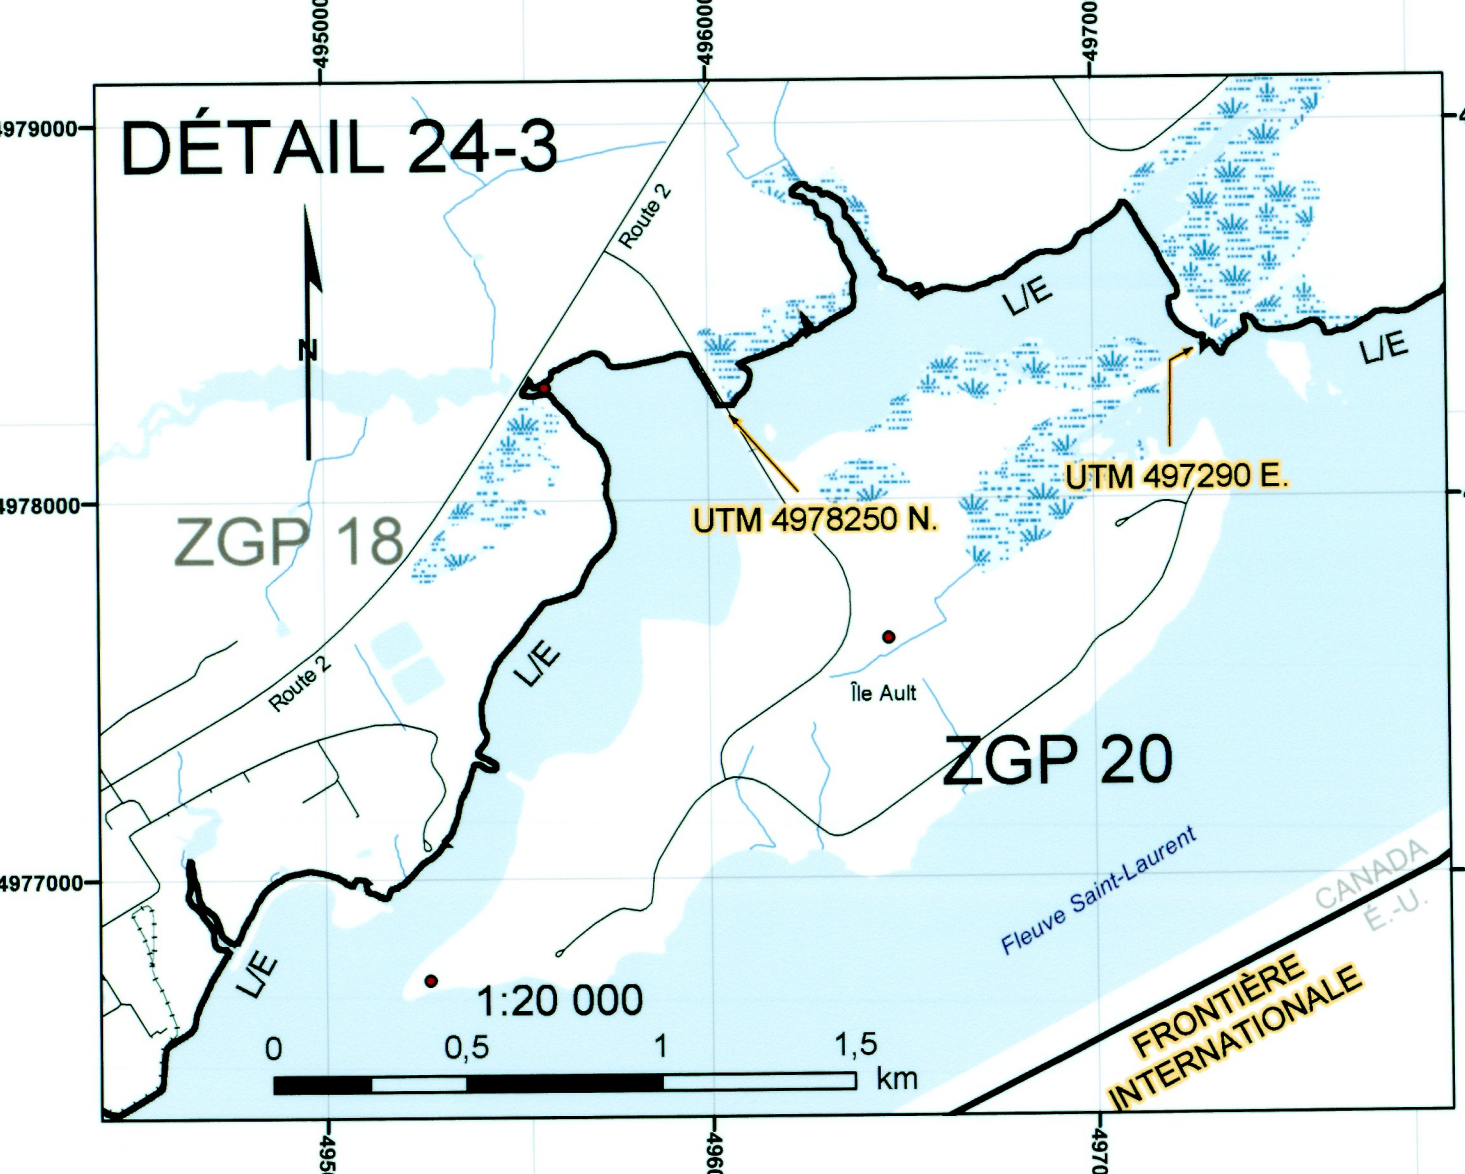 495000
496000
497000
4979000
DÉTAIL 24-3
Route 2
N
L/E
L/E
UTM 497290 E.
4978000
UTM 4978250 N.
ZGP 18
L/E
Route 2
Île Ault
ZGP 20
4977000
Fleuve Saint-Laurent
CANADA
É.-U.
L/E
FRONTIÈRE
INTERNATIONALE
1:20 000
0 0,5 1 1,5
km